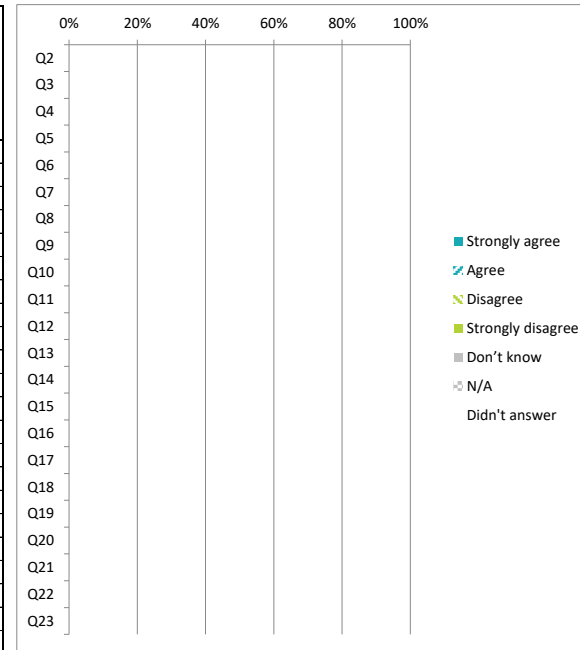 0% 20% 40% 60% 80% 100%
Q2
Q3
Q4
Q5
Q6
Q7
Q8
Q9
Q10
Q11
Q12
Q13
Q14
Q15
Q16
Q17
Q18
Q19
Q20
Q21
Q22
Q23
Strongly agree
Agree
Disagree
Strongly disagree
Don’t know
N/A
Didn't answer